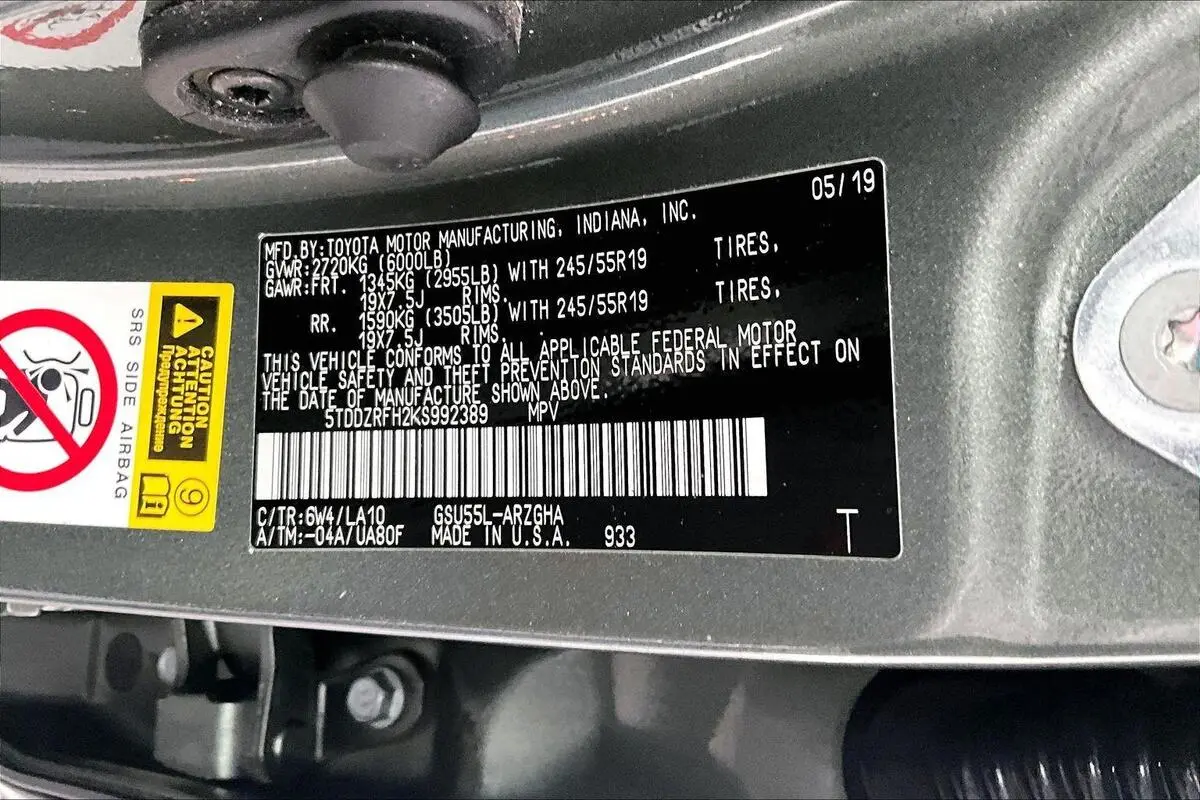 05/19
MFD.BY:TOYOTA MOTOR MANUFACTURING, INDIANA, INC.
GVWR:2720KG (6000LB)
GAWR:FRT. 1345KG (2955LB) WITH 245/55R19 TIRES,
19X7.5J RIMS.
RR. 1590KG (3505LB) WITH 245/55R19 TIRES,
19X7.5J RIMS.
THIS VEHICLE CONFORMS TO ALL APPLICABLE FEDERAL MOTOR
VEHICLE SAFETY AND THEFT PREVENTION STANDARDS IN EFFECT ON
THE DATE OF MANUFACTURE SHOWN ABOVE.
5TDDZRFH2KS992389 MPV
C/TR:6W4/LA10 GSU55L-ARZGHA
A/TM:-04A/UA80F MADE IN U.S.A. 933
T
SRS SIDE AIRBAG
CAUTION
ATTENTION
ACHTUNG
Предупреждение
9
i